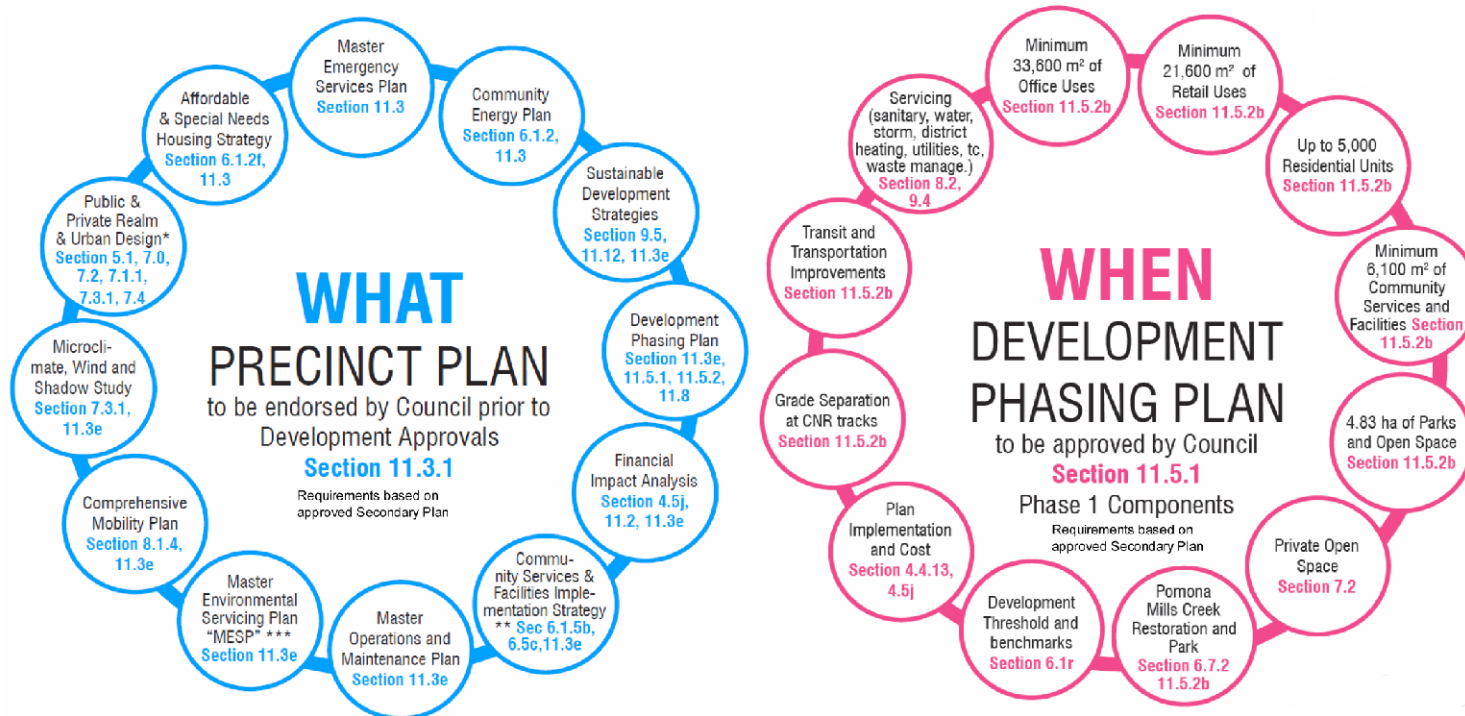 Master
Emergency
Services Plan
Section 11.3
Community
Energy Plan
Section 6.1.2,
11.3
Sustainable
Development
Strategies
Section 9.5,
11.12, 11.3e
Development
Phasing Plan
Section 11.3e,
11.5.1, 11.5.2,
11.8
Financial
Impact Analysis
Section 4.5j,
11.2, 11.3e
Commu-
nity Services &
Facilities Imple-
mentation Strategy
** Sec 6.1.5b,
6.5c,11.3e
Master
Operations and
Maintenance Plan
Section 11.3e
Master
Environmental
Servicing Plan
"MESP" ***
Section 11.3e
Comprehensive
Mobility Plan
Section 8.1.4,
11.3e
Microcli-
mate, Wind and
Shadow Study
Section 7.3.1,
11.3e
Public &
Private Realm
& Urban Design*
Section 5.1, 7.0,
7.2, 7.1.1,
7.3.1, 7.4
Affordable
& Special Needs
Housing Strategy
Section 6.1.2f,
11.3
WHAT
PRECINCT PLAN
to be endorsed by Council prior to
Development Approvals
Section 11.3.1
Requirements based on
approved Secondary Plan
Minimum
33,600 m² of
Office Uses
Section 11.5.2b
Minimum
21,600 m² of
Retail Uses
Section 11.5.2b
Up to 5,000
Residential Units
Section 11.5.2b
Minimum
6,100 m² of
Community
Services and
Facilities Section
11.5.2b
4.83 ha of Parks
and Open Space
Section 11.5.2b
Private Open
Space
Section 7.2
Pomona
Mills Creek
Restoration and
Park
Section 6.7.2
11.5.2b
Development
Threshold and
benchmarks
Section 6.1r
Plan
Implementation
and Cost
Section 4.4.13,
4.5j
Grade Separation
at CNR tracks
Section 11.5.2b
Transit and
Transportation
Improvements
Section 11.5.2b
Servicing
(sanitary, water,
storm, district
heating, utilities, tc,
waste manage.)
Section 8.2,
9.4
WHEN
DEVELOPMENT
PHASING PLAN
to be approved by Council
Section 11.5.1
Phase 1 Components
Requirements based on
approved Secondary Plan